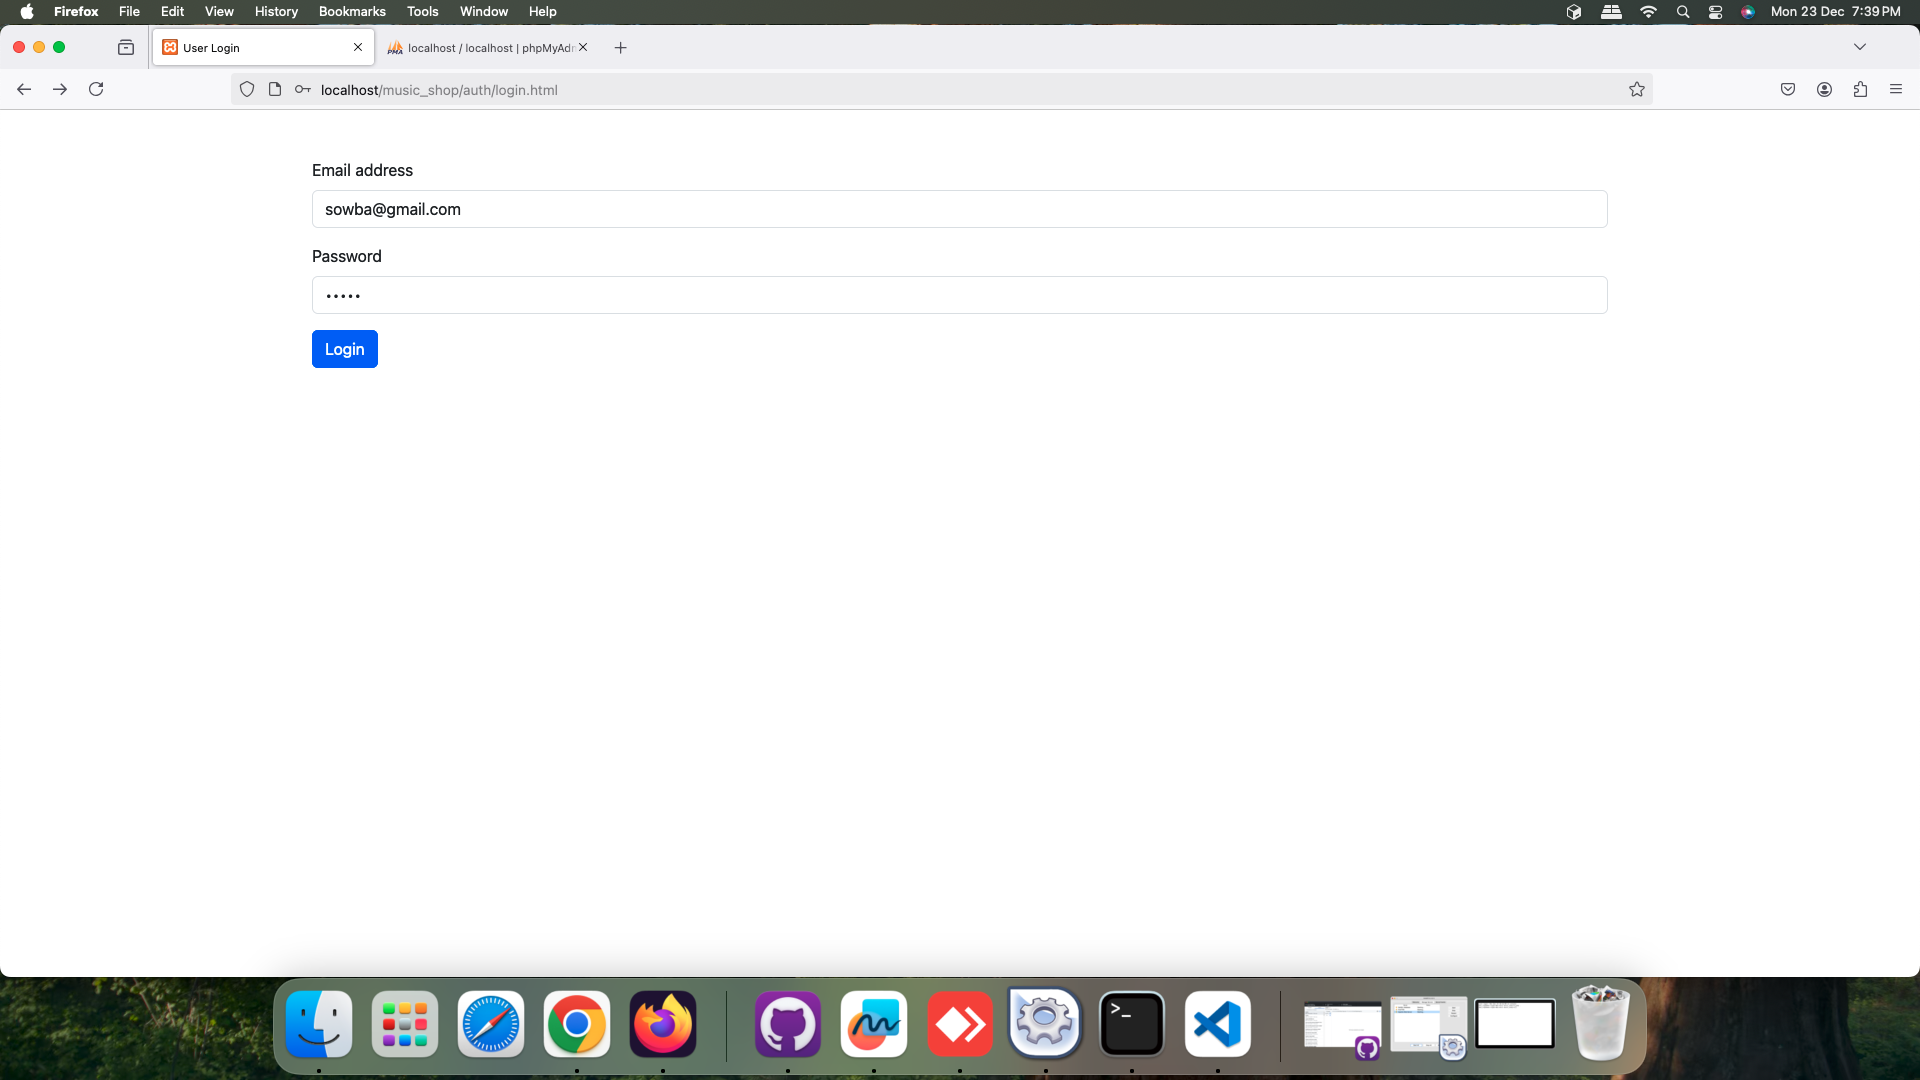 Firefox File Edit View History Bookmarks Tools Window Help Mon 23 Dec 7:39 PM
User Login localhost / localhost | phpMyAd
localhost/music_shop/auth/login.html
Email address
sowba@gmail.com
Password
•••••
Login
>_